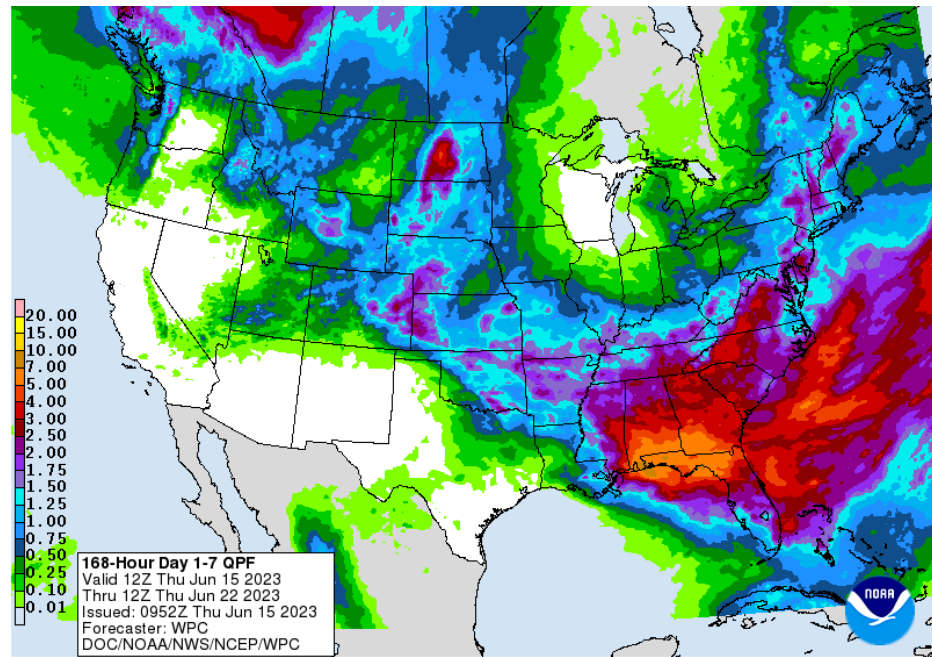 20.00
15.00
10.00
7.00
5.00
4.00
3.00
2.50
2.00
1.75
1.50
1.25
1.00
0.75
0.50
0.25
0.10
0.01
168-Hour Day 1-7 QPF
Valid 12Z Thu Jun 15 2023
Thru 12Z Thu Jun 22 2023
Issued: 0952Z Thu Jun 15 2023
Forecaster: WPC
DOC/NOAA/NWS/NCEP/WPC
NOAA